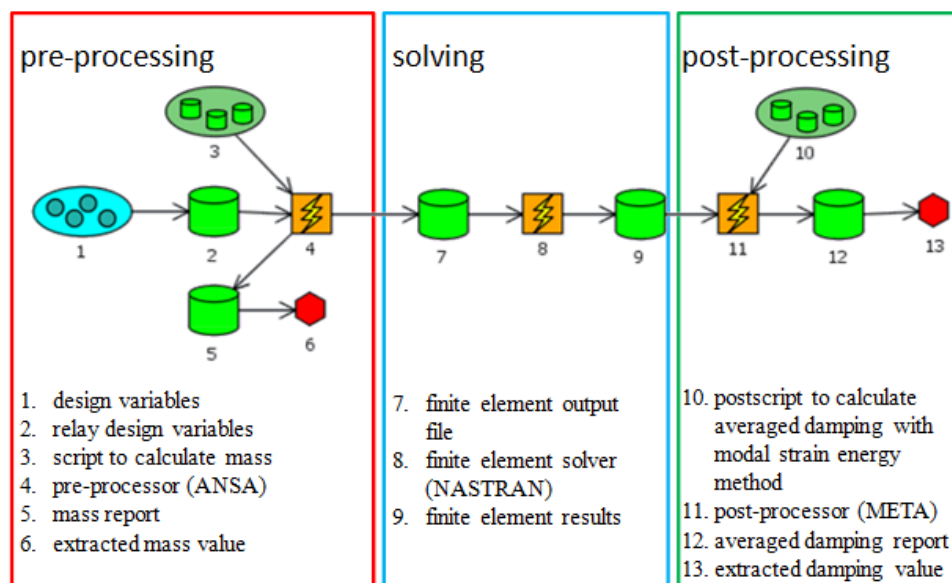 pre-processing
solving
post-processing
3
10
1
2
4
7
8
9
11
12
13
5
6
1. design variables
2. relay design variables
3. script to calculate mass
4. pre-processor (ANSA)
5. mass report
6. extracted mass value
7. finite element output
file
8. finite element solver
(NASTRAN)
9. finite element results
10. postscript to calculate
averaged damping with
modal strain energy
method
11. post-processor (META)
12. averaged damping report
13. extracted damping value